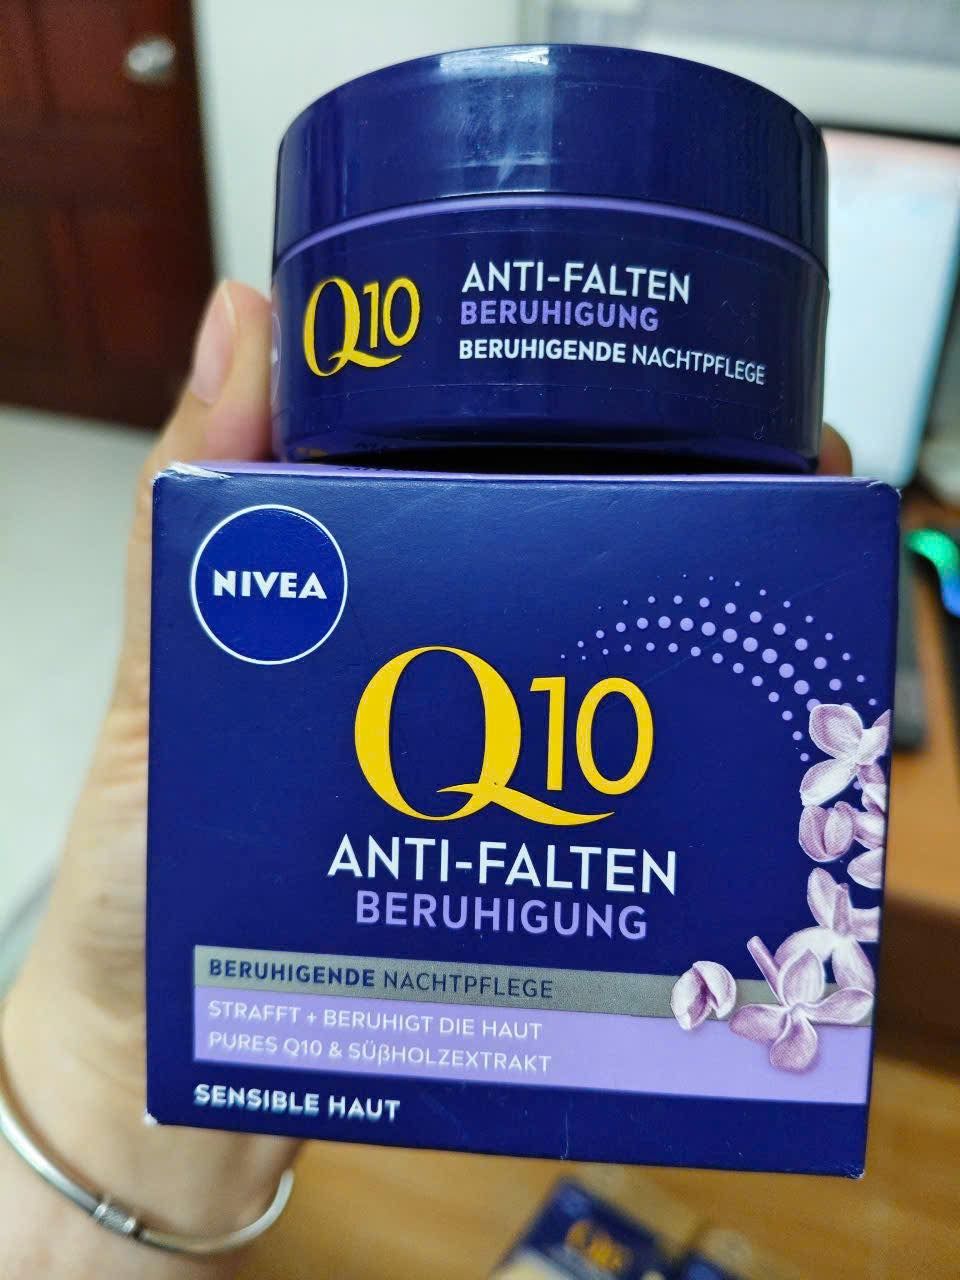 Q10
ANTI-FALTEN
BERUHIGUNG
BERUHIGENDE NACHTPFLEGE
NIVEA
Q10
ANTI-FALTEN
BERUHIGUNG
BERUHIGENDE NACHTPFLEGE
STRAFFT + BERUHIGT DIE HAUT
PURES Q10 & SÜßHOLZEXTRAKT
SENSIBLE HAUT
Q10